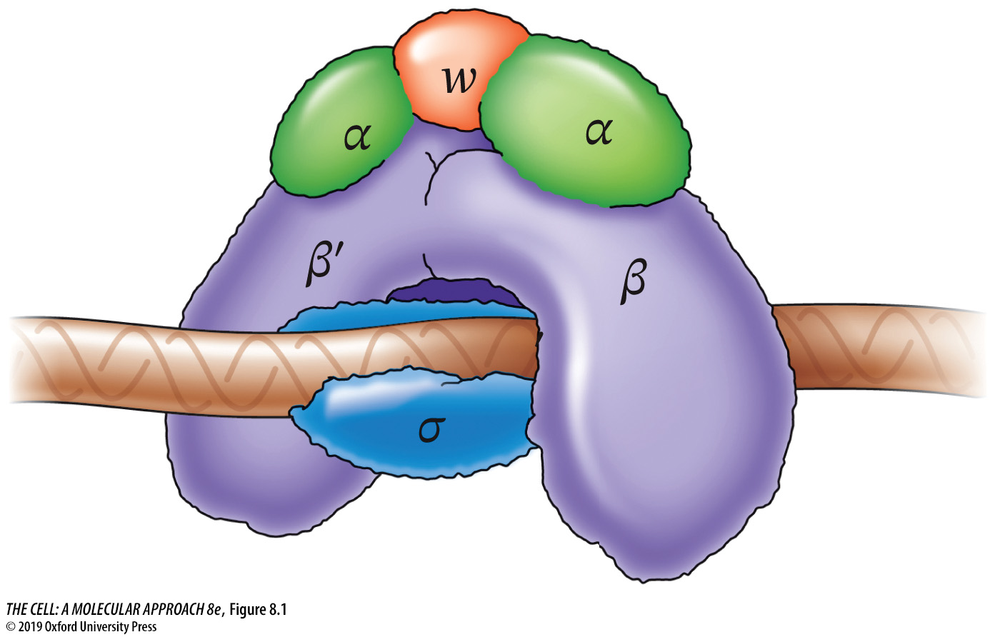 w
α
α
β′
β
σ
THE CELL: A MOLECULAR APPROACH 8e, Figure 8.1
© 2019 Oxford University Press